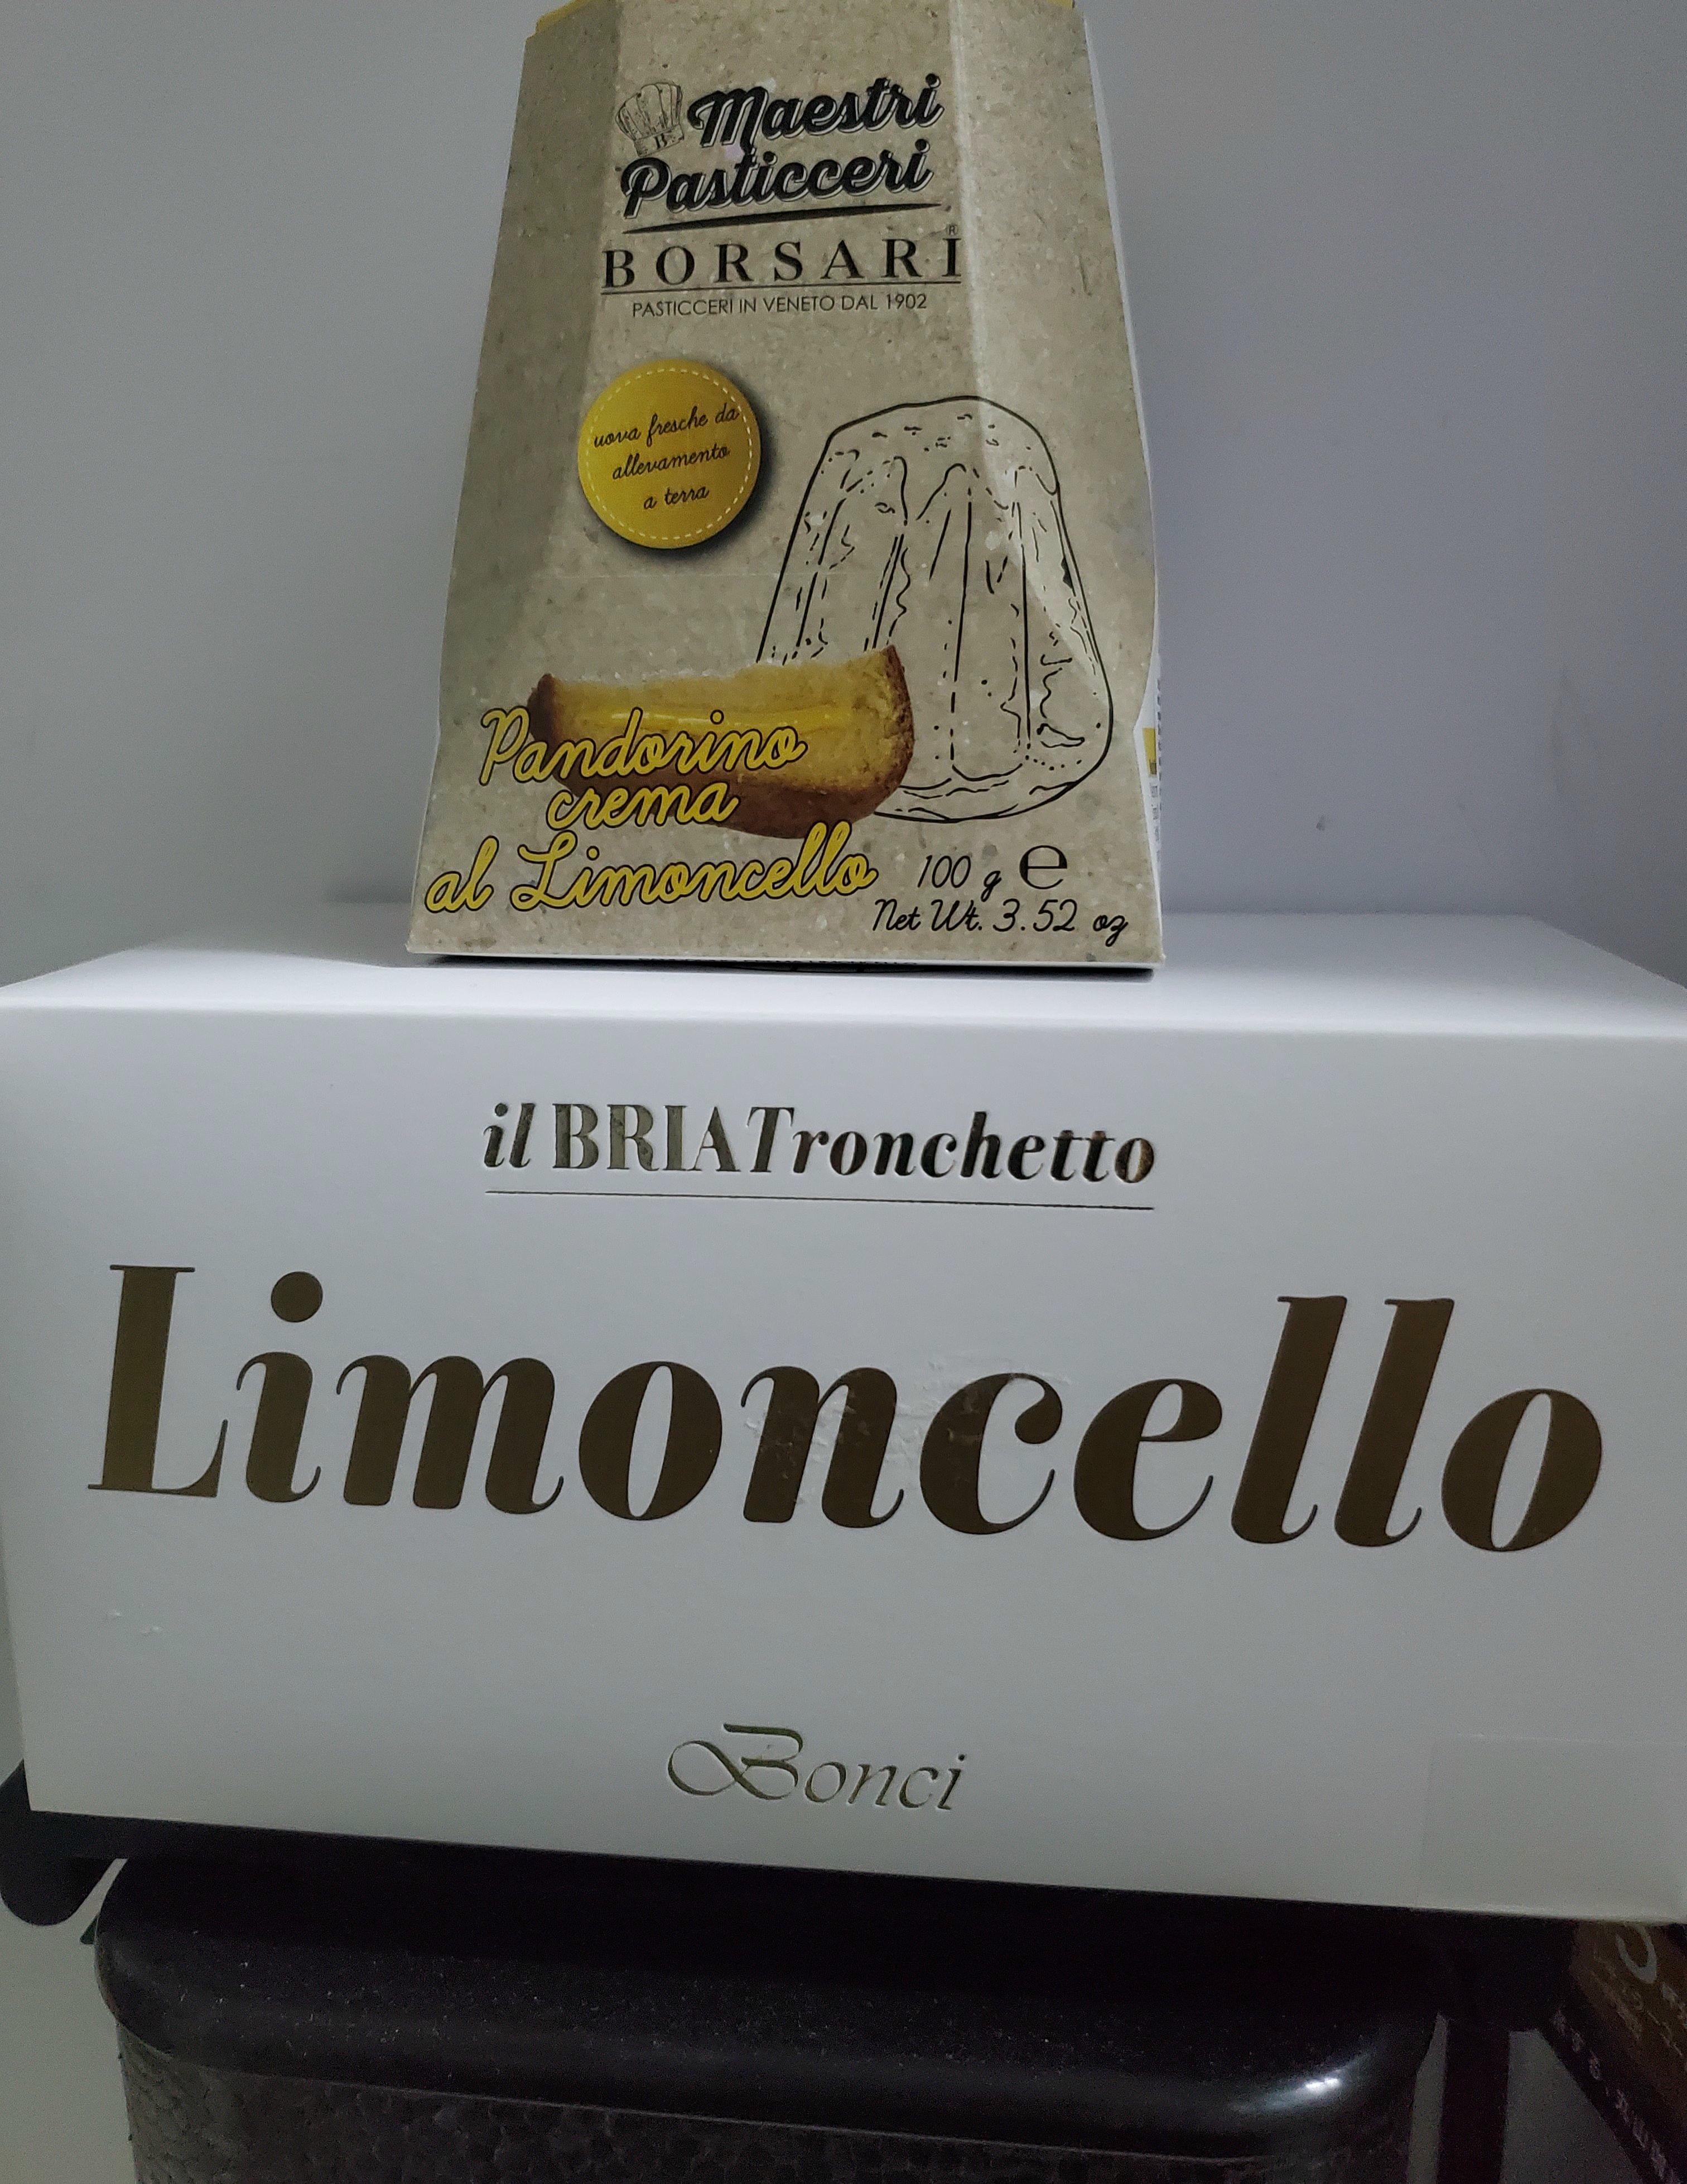 Maestri
Pasticceri
BORSARI®
PASTICCERI IN VENETO DAL 1902
uova fresche da
allevamento
a terra
Pandorino
crema
al Limoncello
100 g e
Net Wt. 3.52 oz
il BRIATronchetto
Limoncello
Bonci